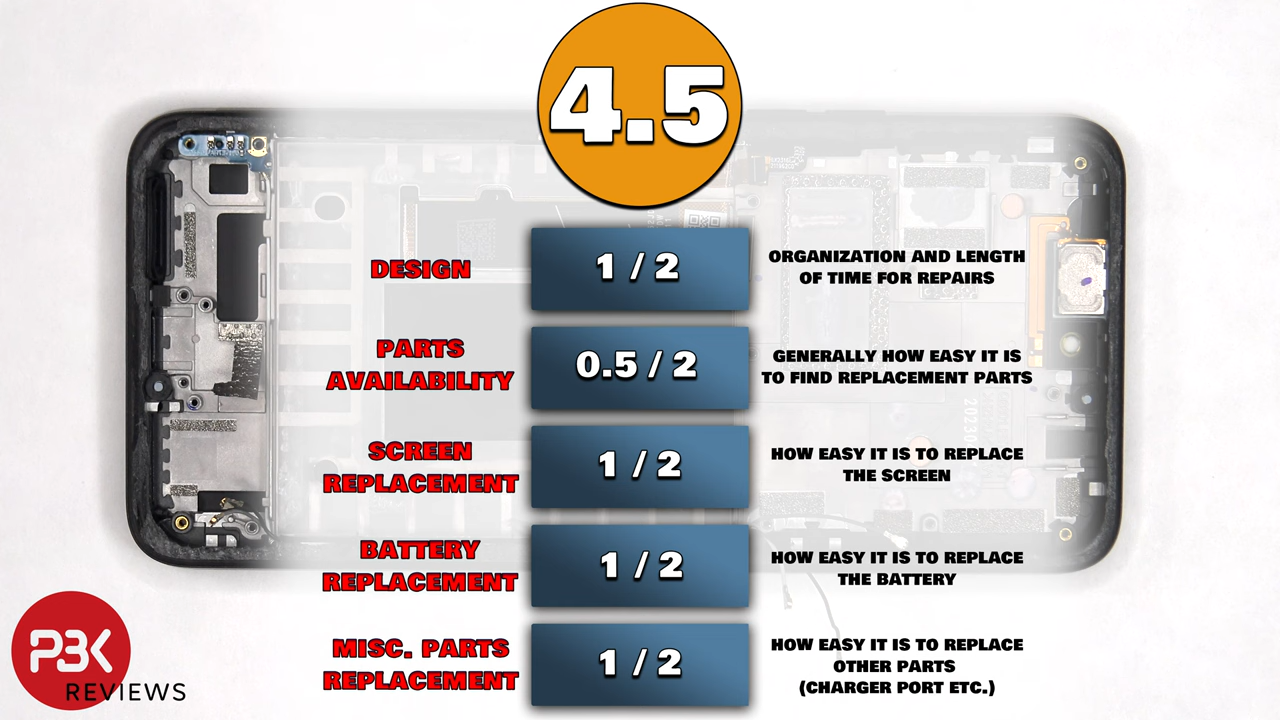 4.5
DESIGN
1 / 2
ORGANIZATION AND LENGTH
OF TIME FOR REPAIRS
PARTS
AVAILABILITY
0.5 / 2
GENERALLY HOW EASY IT IS
TO FIND REPLACEMENT PARTS
SCREEN
REPLACEMENT
1 / 2
HOW EASY IT IS TO REPLACE
THE SCREEN
BATTERY
REPLACEMENT
1 / 2
HOW EASY IT IS TO REPLACE
THE BATTERY
MISC. PARTS
REPLACEMENT
1 / 2
HOW EASY IT IS TO REPLACE
OTHER PARTS
(CHARGER PORT ETC.)
PBK
REVIEWS